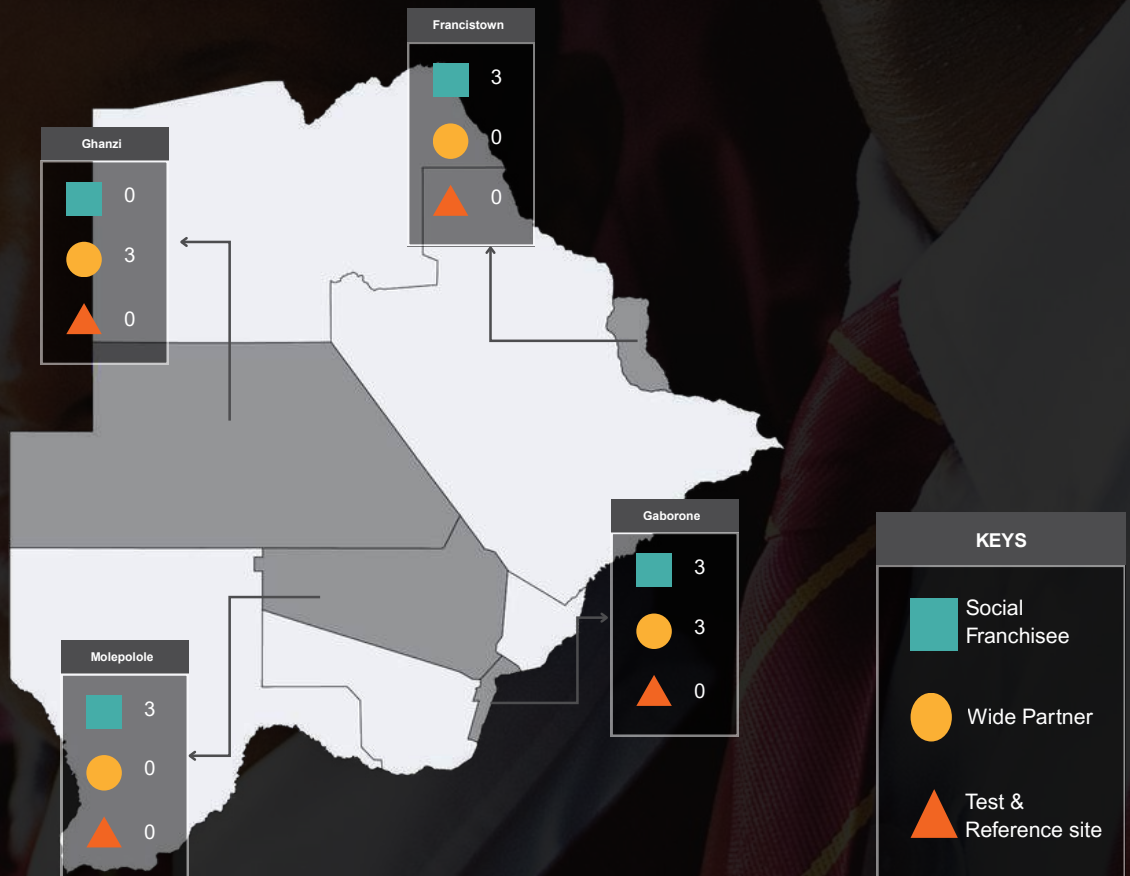 Francistown
3
0
0
Ghanzi
0
3
0
Gaborone
3
3
0
Molepolole
3
0
0
KEYS
Social
Franchisee
Wide Partner
Test &
Reference site